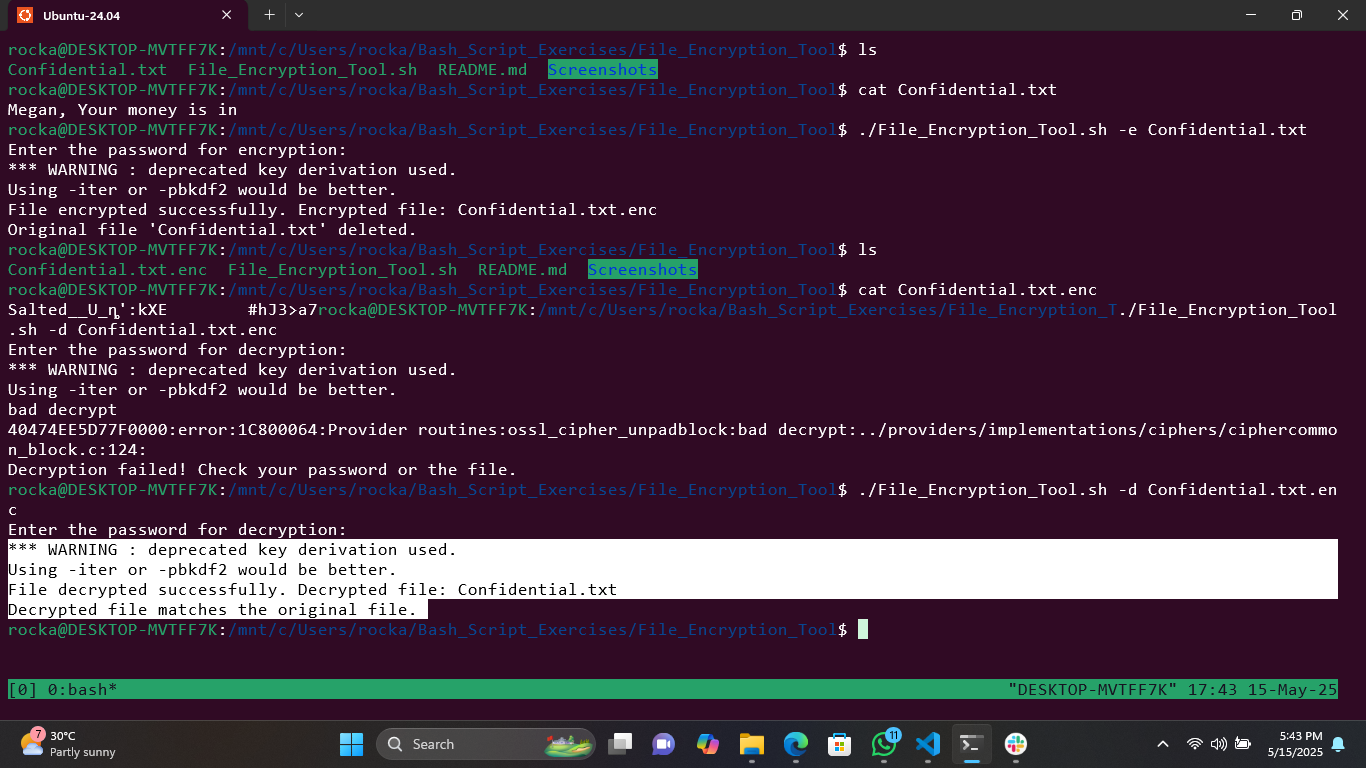 Ubuntu-24.04
rocka@DESKTOP-MVTFF7K:/mnt/c/Users/rocka/Bash_Script_Exercises/File_Encryption_Tool$ ls
Confidential.txt  File_Encryption_Tool.sh  README.md  Screenshots
rocka@DESKTOP-MVTFF7K:/mnt/c/Users/rocka/Bash_Script_Exercises/File_Encryption_Tool$ cat Confidential.txt
Megan, Your money is in
rocka@DESKTOP-MVTFF7K:/mnt/c/Users/rocka/Bash_Script_Exercises/File_Encryption_Tool$ ./File_Encryption_Tool.sh -e Confidential.txt
Enter the password for encryption:
*** WARNING : deprecated key derivation used.
Using -iter or -pbkdf2 would be better.
File encrypted successfully. Encrypted file: Confidential.txt.enc
Original file 'Confidential.txt' deleted.
rocka@DESKTOP-MVTFF7K:/mnt/c/Users/rocka/Bash_Script_Exercises/File_Encryption_Tool$ ls
Confidential.txt.enc  File_Encryption_Tool.sh  README.md  Screenshots
rocka@DESKTOP-MVTFF7K:/mnt/c/Users/rocka/Bash_Script_Exercises/File_Encryption_Tool$ cat Confidential.txt.enc
Salted__U_η':kXE        #hJ3>a7rocka@DESKTOP-MVTFF7K:/mnt/c/Users/rocka/Bash_Script_Exercises/File_Encryption_T./File_Encryption_Tool
.sh -d Confidential.txt.enc
Enter the password for decryption:
*** WARNING : deprecated key derivation used.
Using -iter or -pbkdf2 would be better.
bad decrypt
40474EE5D77F0000:error:1C800064:Provider routines:ossl_cipher_unpadblock:bad decrypt:../providers/implementations/ciphers/ciphercommo
n_block.c:124:
Decryption failed! Check your password or the file.
rocka@DESKTOP-MVTFF7K:/mnt/c/Users/rocka/Bash_Script_Exercises/File_Encryption_Tool$ ./File_Encryption_Tool.sh -d Confidential.txt.en
c
Enter the password for decryption:
*** WARNING : deprecated key derivation used.
Using -iter or -pbkdf2 would be better.
File decrypted successfully. Decrypted file: Confidential.txt
Decrypted file matches the original file.
rocka@DESKTOP-MVTFF7K:/mnt/c/Users/rocka/Bash_Script_Exercises/File_Encryption_Tool$
[0] 0:bash* "DESKTOP-MVTFF7K" 17:43 15-May-25
7
30°C
Partly sunny
Search
11
5:43 PM
5/15/2025